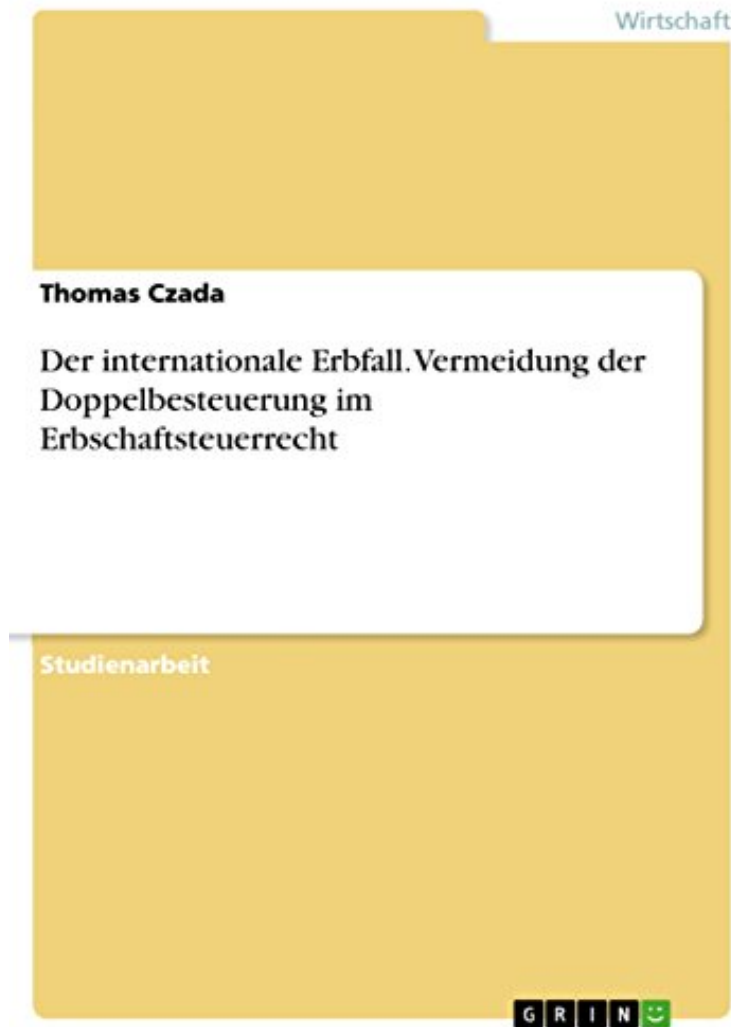 Wirtschaft
Thomas Czada
Der internationale Erbfall. Vermeidung der
Doppelbesteuerung im
Erbschaftsteuerrecht
Studienarbeit
GRIN